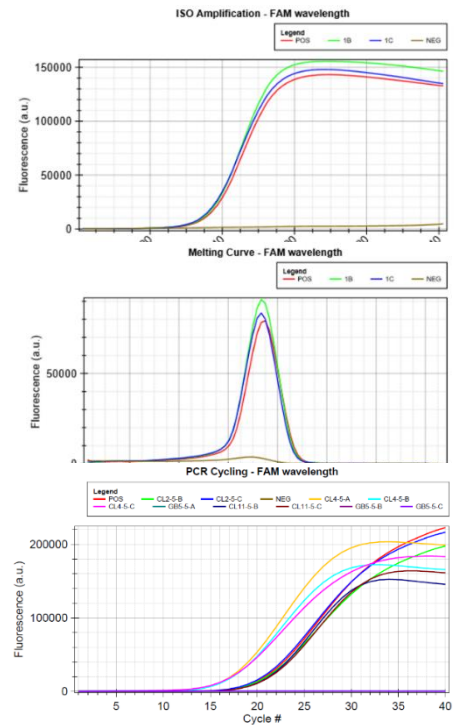 ISO Amplification - FAM wavelength
Legend
POS 1B 1C NEG
150000
100000
50000
0
Fluorescence (a.u.)
Melting Curve - FAM wavelength
Legend
POS 1B 1C NEG
50000
Fluorescence (a.u.)
PCR Cycling - FAM wavelength
Legend
POS CL2-5-B CL2-5-C NEG CL4-5-A CL4-5-B
CL4-5-C GB5-5-A CL11-5-B CL11-5-C GB5-5-B GB5-5-C
200000
100000
0
Fluorescence (a.u.)
5 10 15 20 25 30 35 40
Cycle #